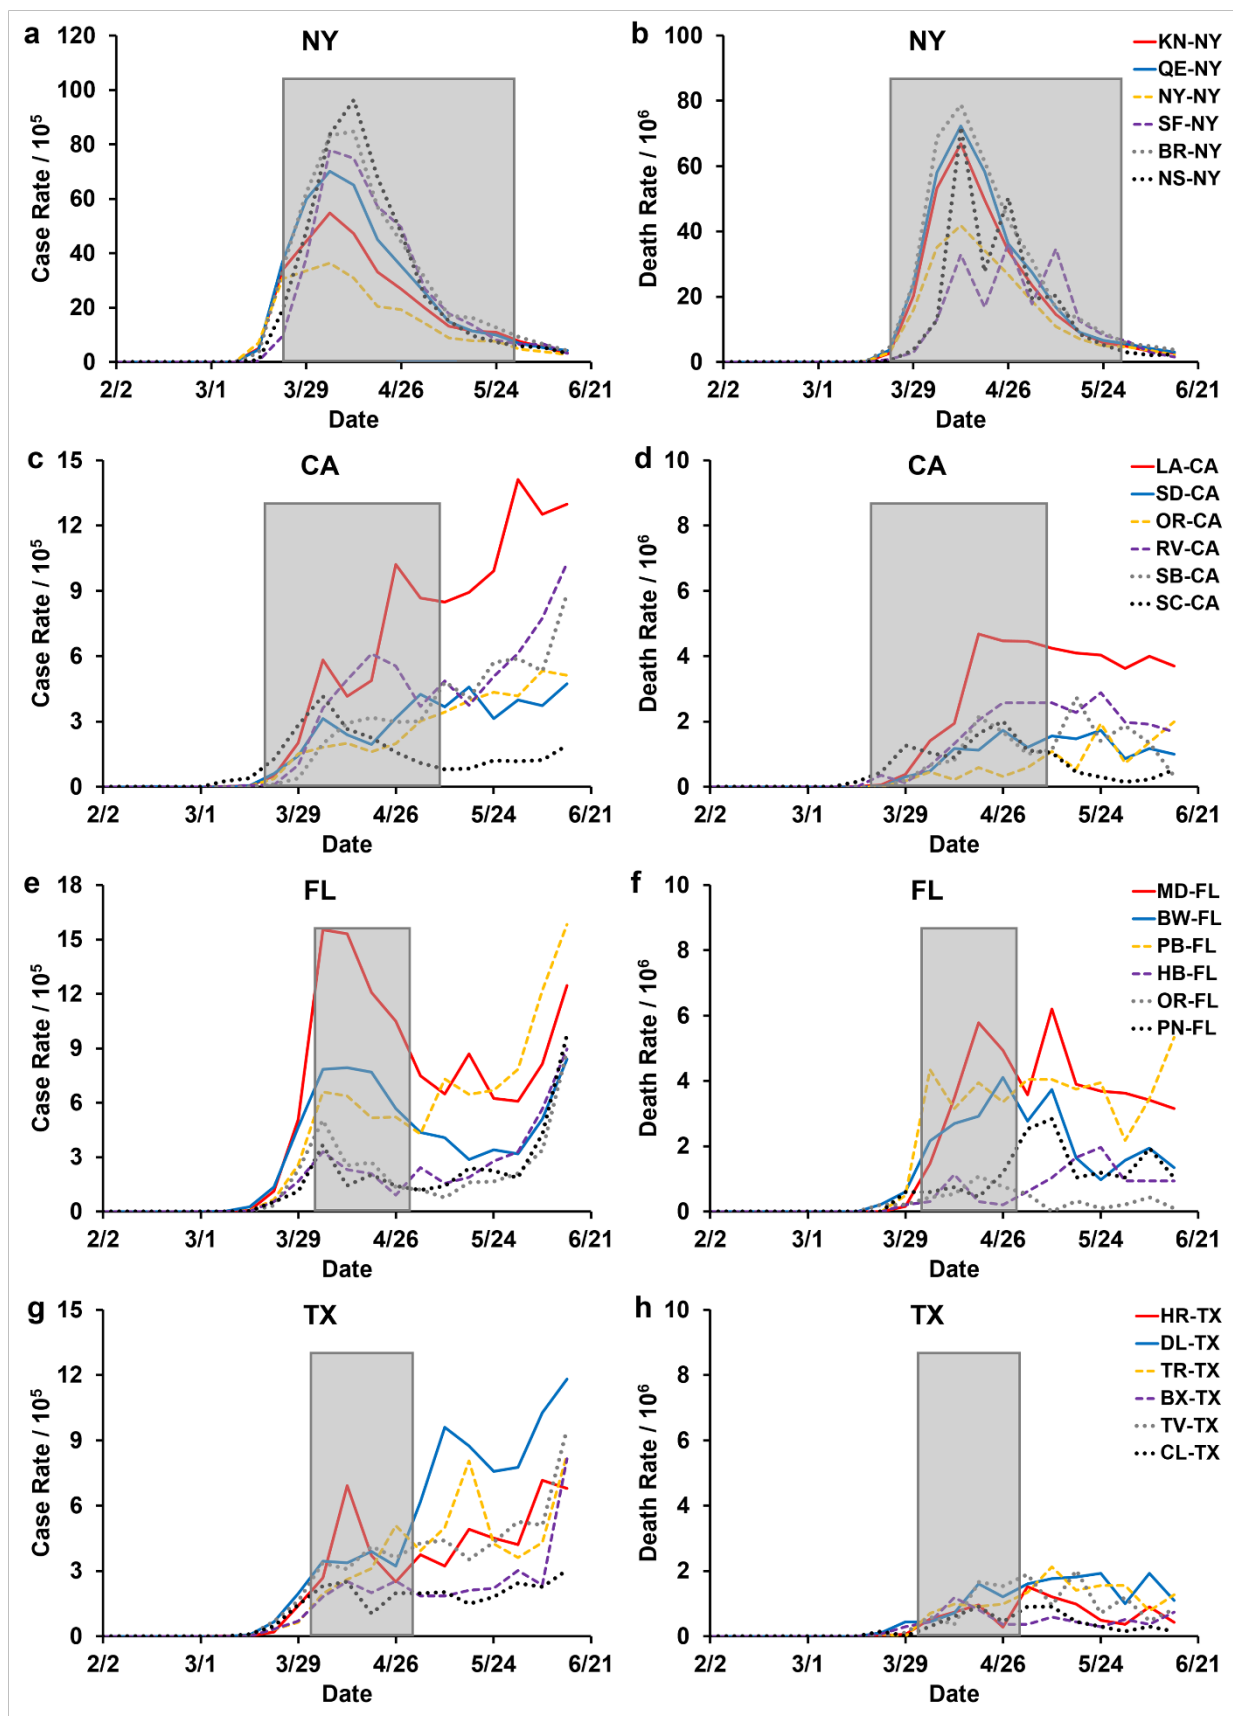 a
NY
Case Rate / 10⁵
120
100
80
60
40
20
0
2/2
3/1
3/29
4/26
5/24
6/21
Date
b
NY
Death Rate / 10⁶
100
80
60
40
20
0
2/2
3/1
3/29
4/26
5/24
6/21
Date
KN-NY
QE-NY
NY-NY
SF-NY
BR-NY
NS-NY
c
CA
Case Rate / 10⁵
15
12
9
6
3
0
2/2
3/1
3/29
4/26
5/24
6/21
Date
d
CA
Death Rate / 10⁶
10
8
6
4
2
0
2/2
3/1
3/29
4/26
5/24
6/21
Date
LA-CA
SD-CA
OR-CA
RV-CA
SB-CA
SC-CA
e
FL
Case Rate / 10⁵
18
15
12
9
6
3
0
2/2
3/1
3/29
4/26
5/24
6/21
Date
f
FL
Death Rate / 10⁶
10
8
6
4
2
0
2/2
3/1
3/29
4/26
5/24
6/21
Date
MD-FL
BW-FL
PB-FL
HB-FL
OR-FL
PN-FL
g
TX
Case Rate / 10⁵
15
12
9
6
3
0
2/2
3/1
3/29
4/26
5/24
6/21
Date
h
TX
Death Rate / 10⁶
10
8
6
4
2
0
2/2
3/1
3/29
4/26
5/24
6/21
Date
HR-TX
DL-TX
TR-TX
BX-TX
TV-TX
CL-TX